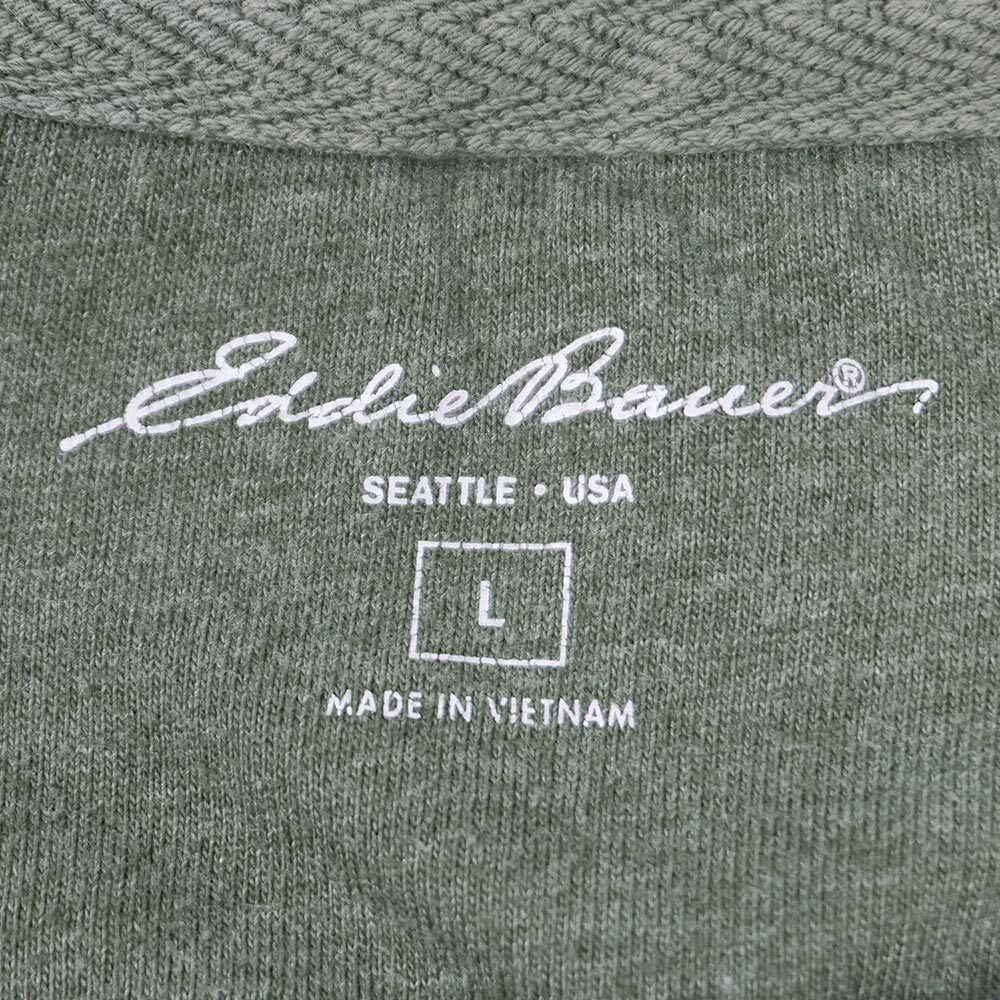 Eddie Bauer®
SEATTLE • USA
L
MADE IN VIETNAM